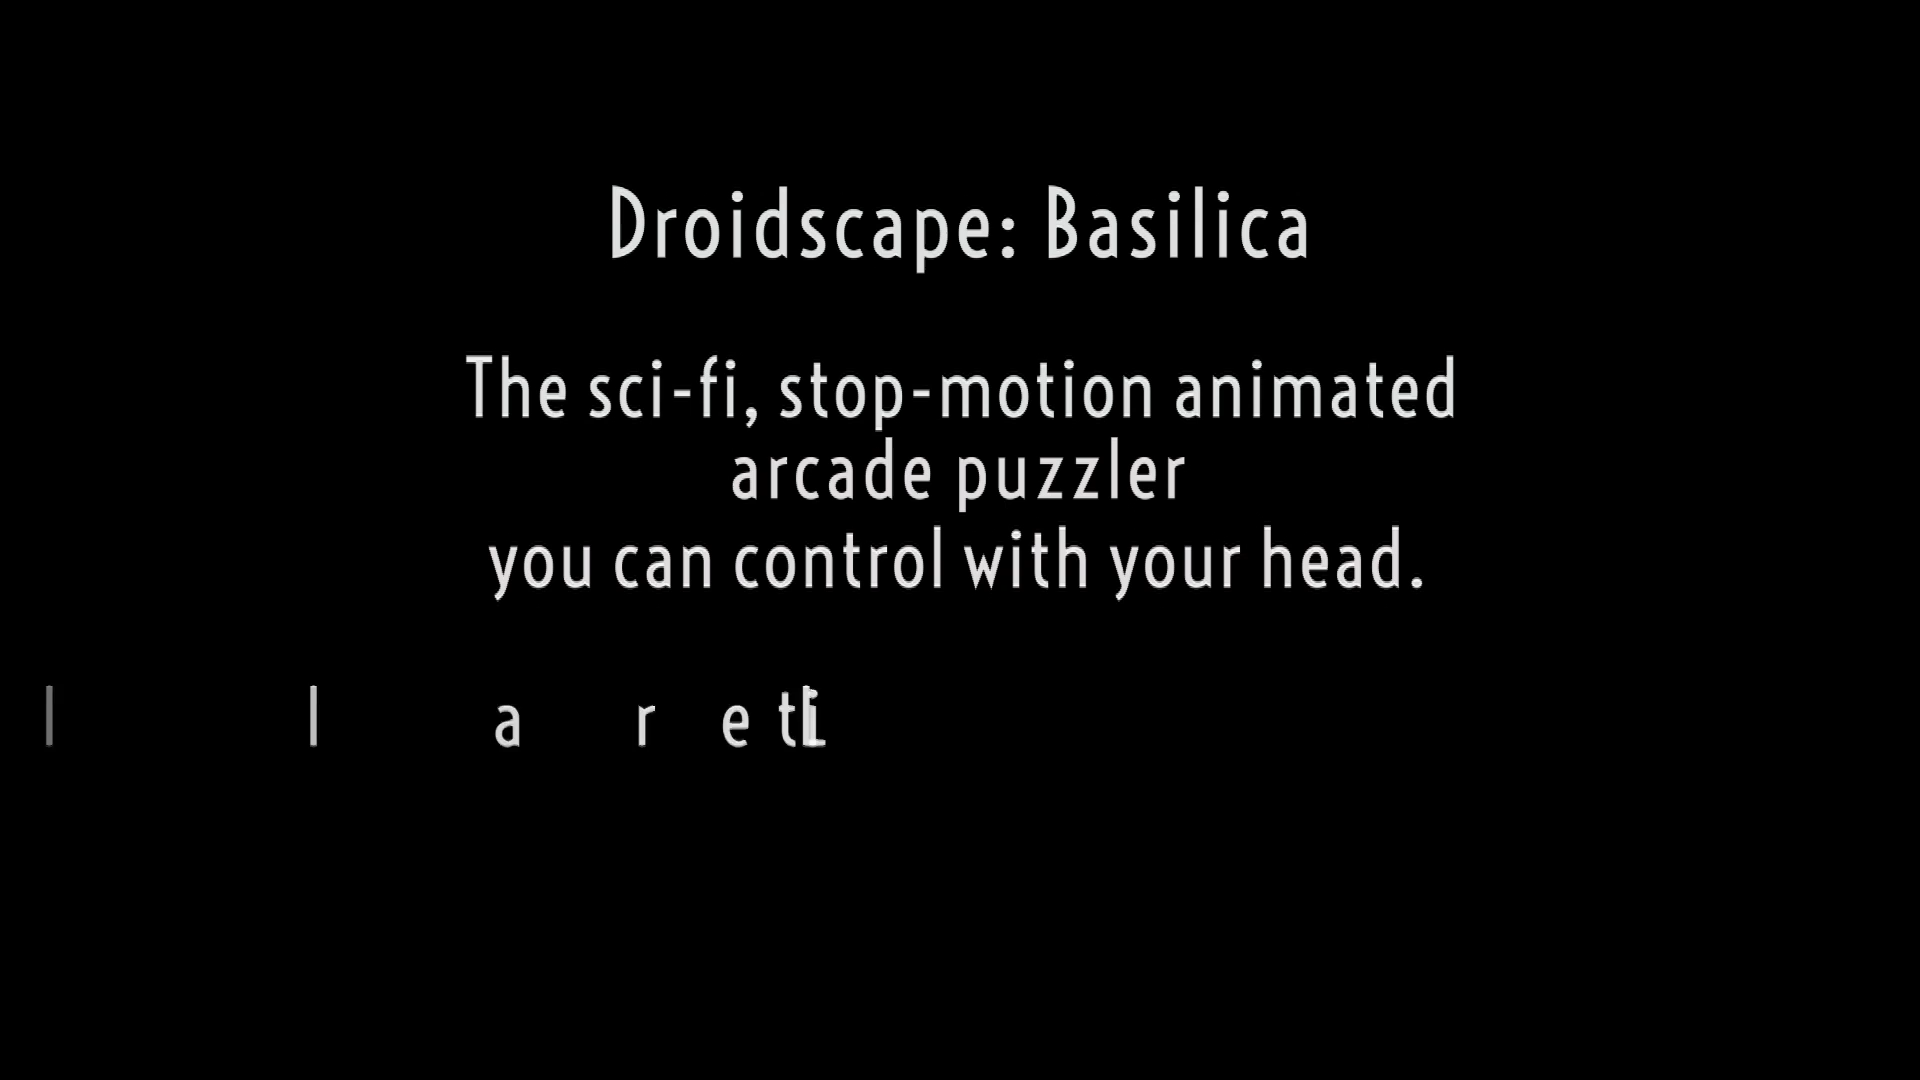 Droidscape: Basilica
The sci-fi, stop-motion animated
arcade puzzler
you can control with your head.